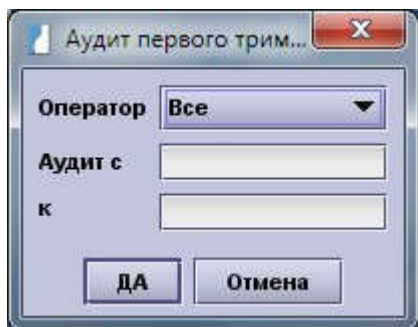 Аудит первого трим...
Оператор Все
Аудит с
к
ДА Отмена